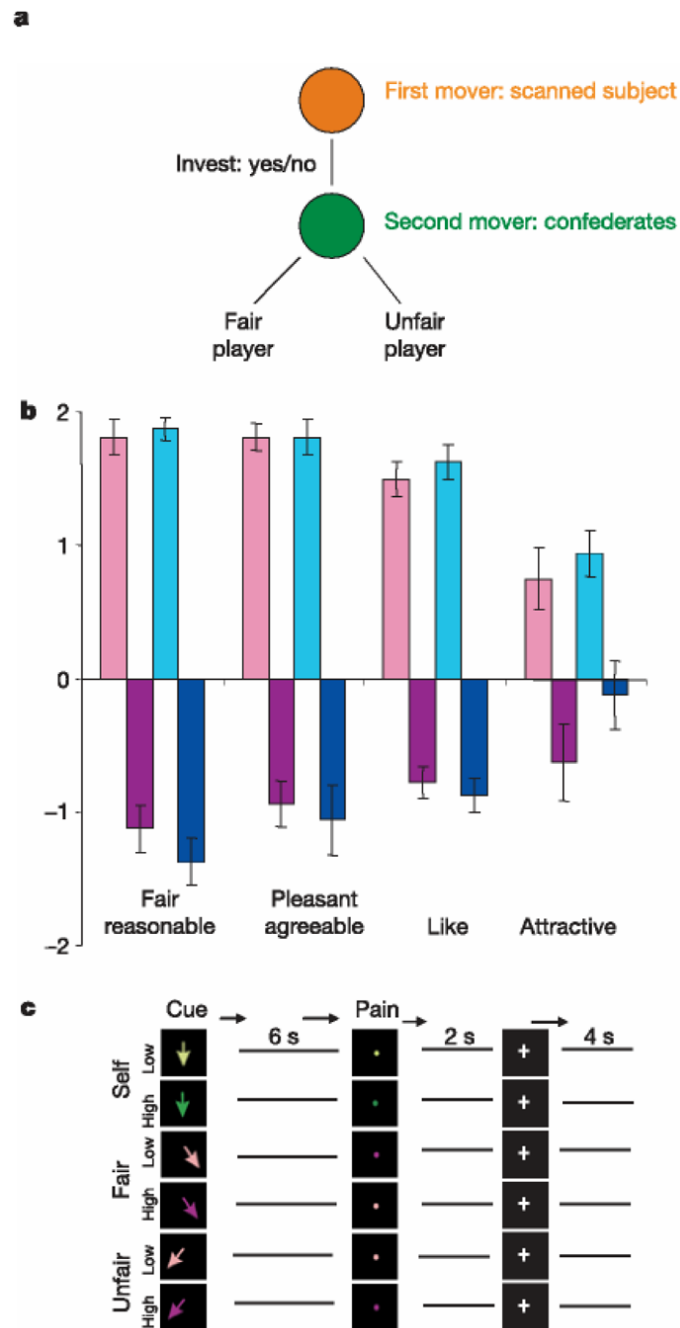 a
First mover: scanned subject
Invest: yes/no
Second mover: confederates
Fair
player
Unfair
player
b
2
1
0
−1
−2
Fair
reasonable
Pleasant
agreeable
Like
Attractive
c
Cue
Pain
6 s
2 s
4 s
Self
Low
High
Fair
Low
High
Unfair
Low
High